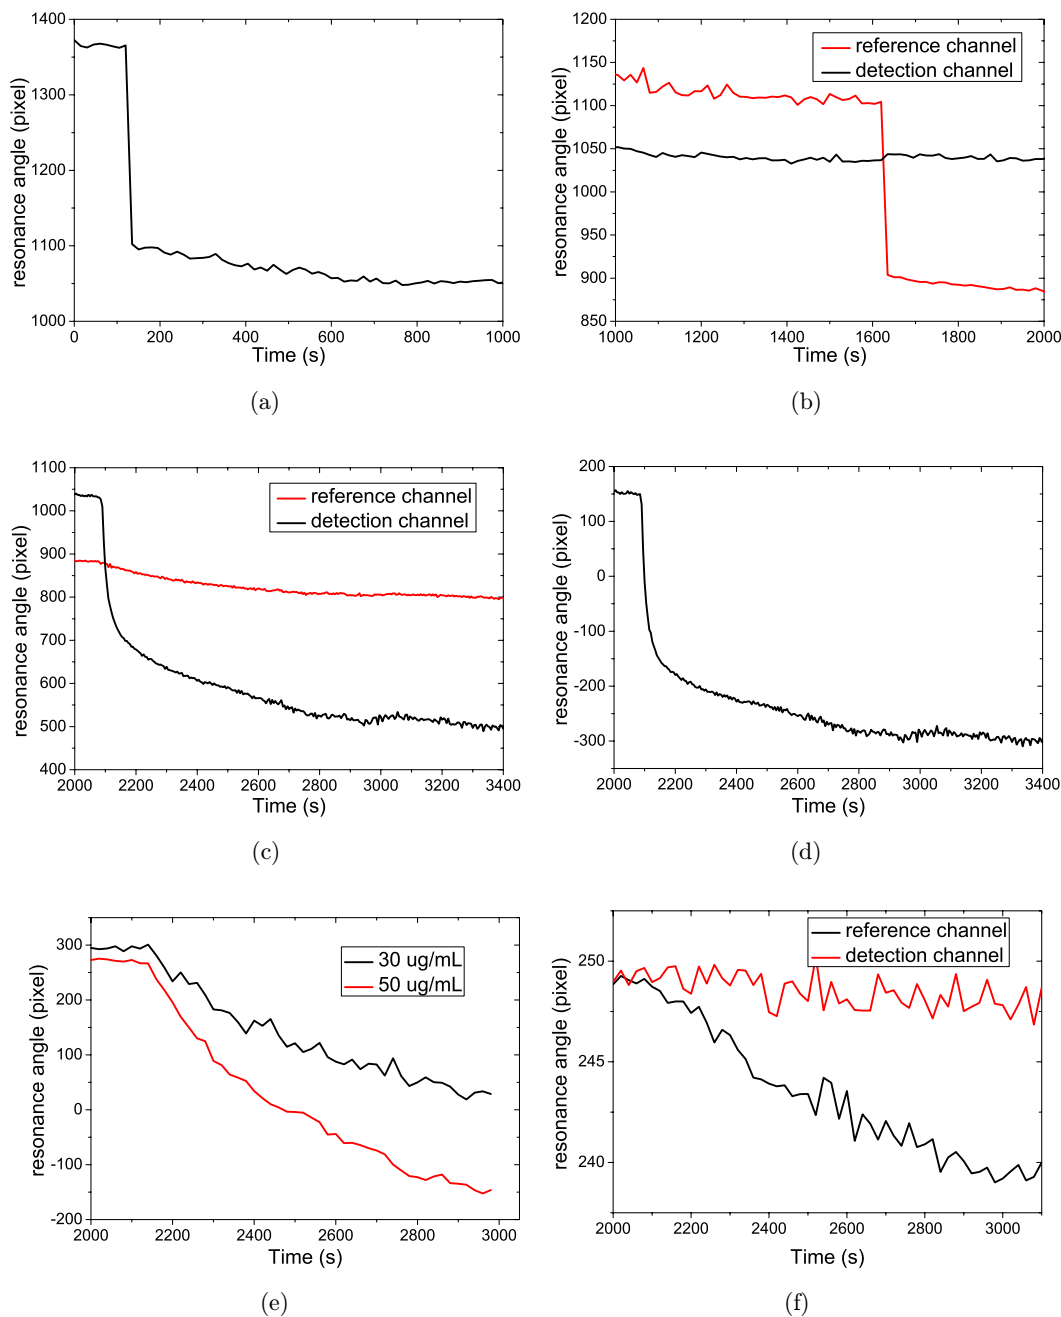 1400
1300
1200
1100
1000
0
200
400
600
800
1000
resonance angle (pixel)
Time (s)
(a)
1200
1150
1100
1050
1000
950
900
850
1000
1200
1400
1600
1800
2000
resonance angle (pixel)
Time (s)
reference channel
detection channel
(b)
1100
1000
900
800
700
600
500
400
2000
2200
2400
2600
2800
3000
3200
3400
resonance angle (pixel)
Time (s)
reference channel
detection channel
(c)
200
100
0
-100
-200
-300
2000
2200
2400
2600
2800
3000
3200
3400
resonance angle (pixel)
Time (s)
(d)
300
200
100
0
-100
-200
2000
2200
2400
2600
2800
3000
resonance angle (pixel)
Time (s)
30 ug/mL
50 ug/mL
(e)
250
245
240
2000
2200
2400
2600
2800
3000
resonance angle (pixel)
Time (s)
reference channel
detection channel
(f)